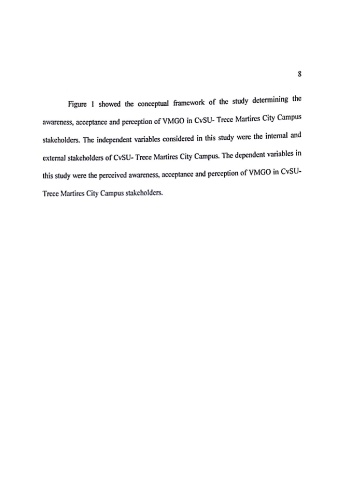 8
Figure 1 showed the conceptual framework of the study determining the
awareness, acceptance and perception of VMGO in CvSU- Trece Martires City Campus
stakeholders. The independent variables considered in this study were the internal and
external stakeholders of CvSU- Trece Martires City Campus. The dependent variables in
this study were the perceived awareness, acceptance and perception of VMGO in CvSU-
Trece Martires City Campus stakeholders.